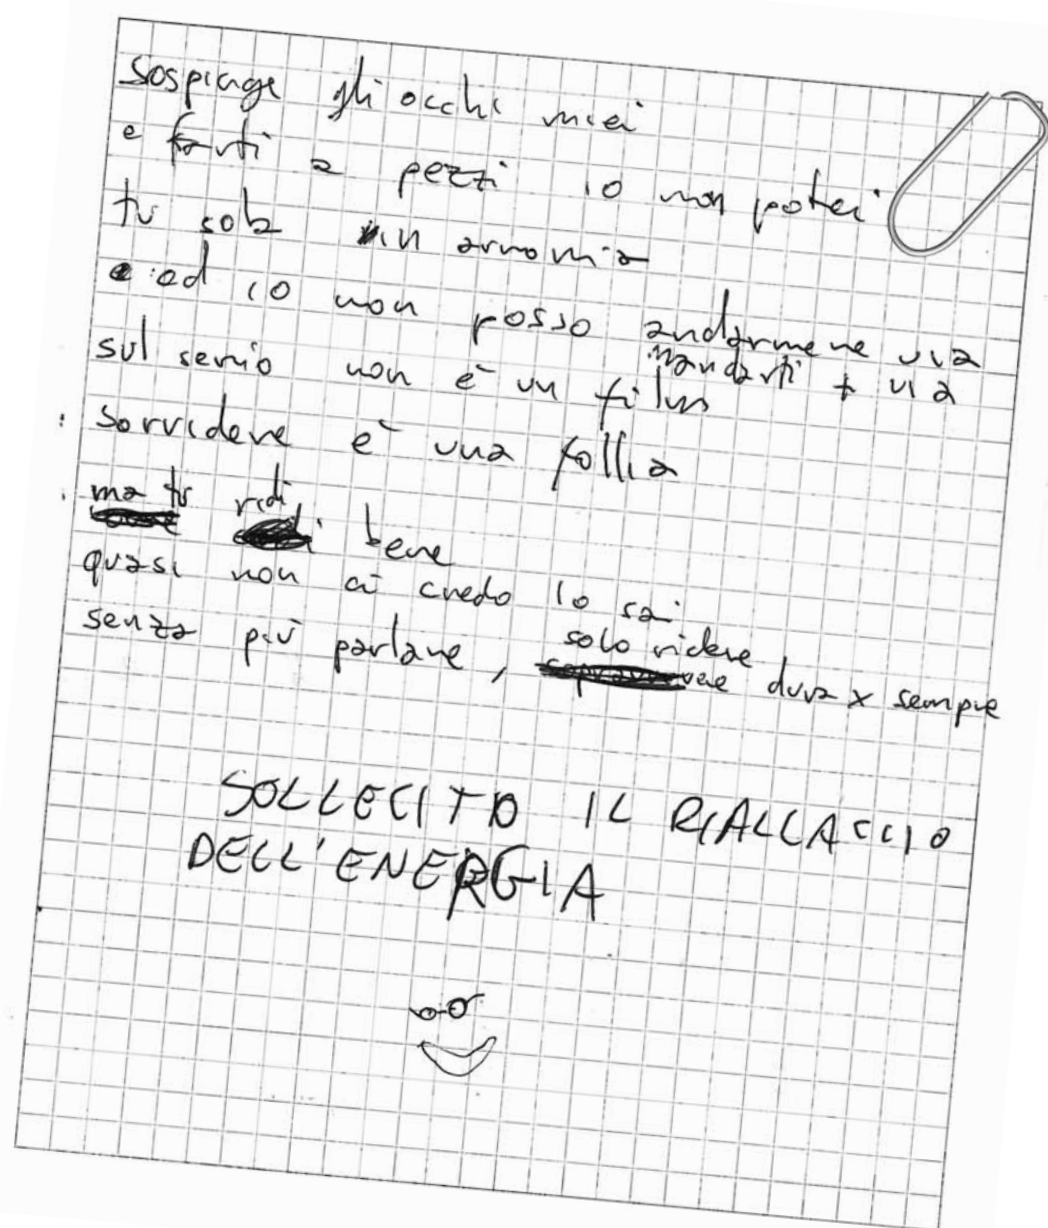 sospinge gli occhi miei
e farti a pezzi io non potei
tu sola in armonia
ed io non posso andarmene via
mandarti + via
sul serio non è un film
sorridere è una follia
ma tu ridi bene
quasi non ci credo lo sai
senza più parlare, solo ridere dura x sempre
SOLLECITO IL RIALLACCIO
DELL'ENERGIA